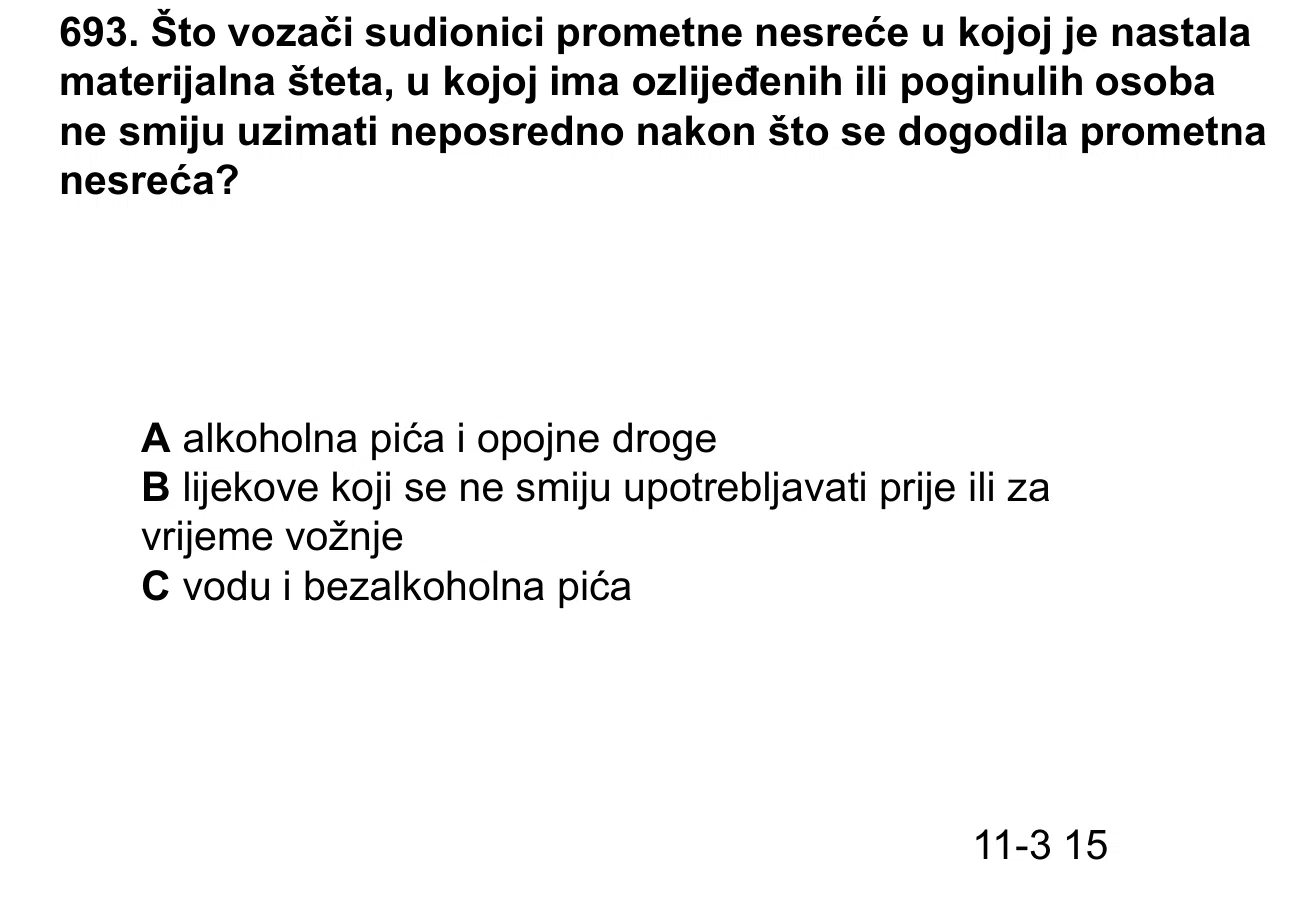 693. Što vozači sudionici prometne nesreće u kojoj je nastala
materijalna šteta, u kojoj ima ozlijeđenih ili poginulih osoba
ne smiju uzimati neposredno nakon što se dogodila prometna
nesreća?
A alkoholna pića i opojne droge
B lijekove koji se ne smiju upotrebljavati prije ili za
vrijeme vožnje
C vodu i bezalkoholna pića
11-3 15